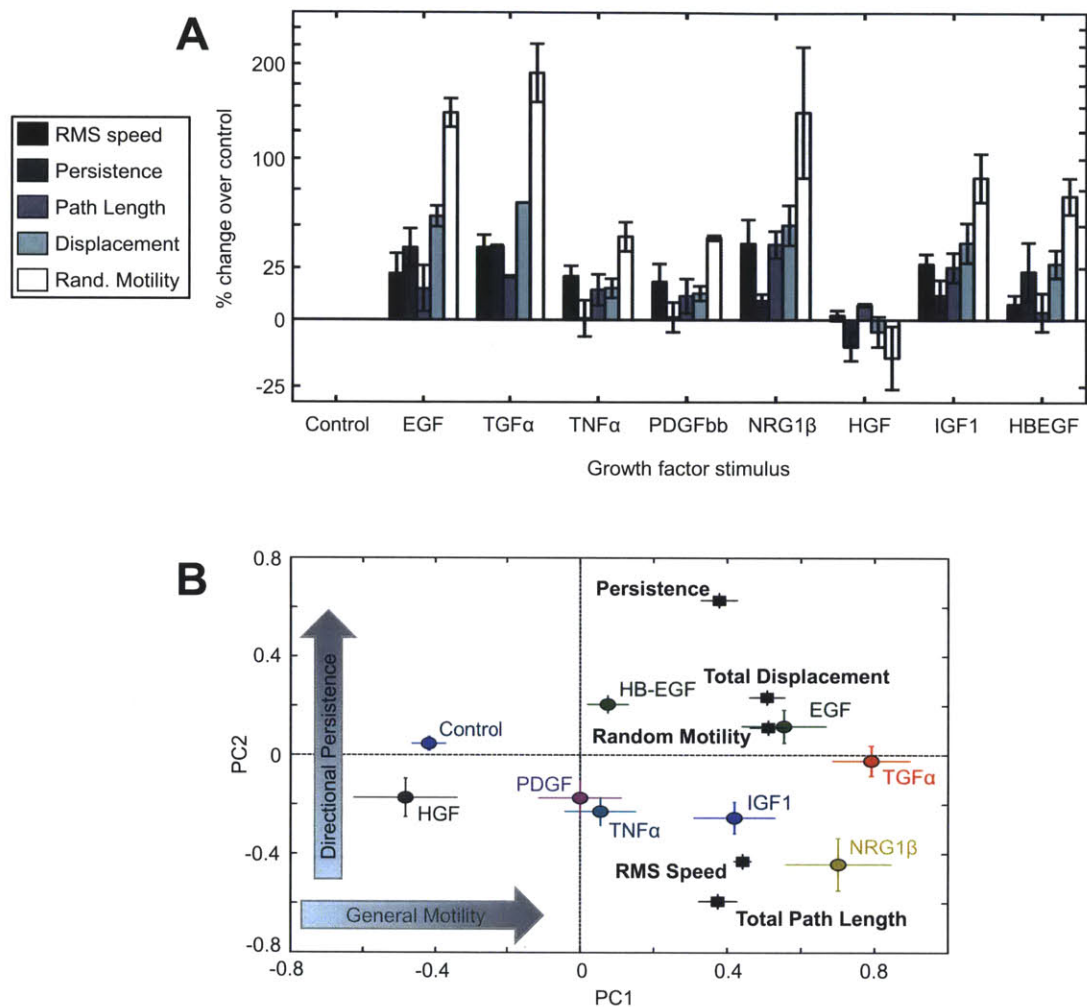 A
RMS speed
Persistence
Path Length
Displacement
Rand. Motility
% change over control
200
100
25
0
-25
Control EGF TGFα TNFα PDGFbb NRG1β HGF IGF1 HBEGF
Growth factor stimulus
B
0.8
0.4
0
-0.4
-0.8
PC2
Directional Persistence
General Motility
Persistence
Total Displacement
HB-EGF
EGF
Random Motility
Control
TGFα
PDGF
HGF
TNFα
IGF1
NRG1β
RMS Speed
Total Path Length
-0.8 -0.4 0 0.4 0.8
PC1